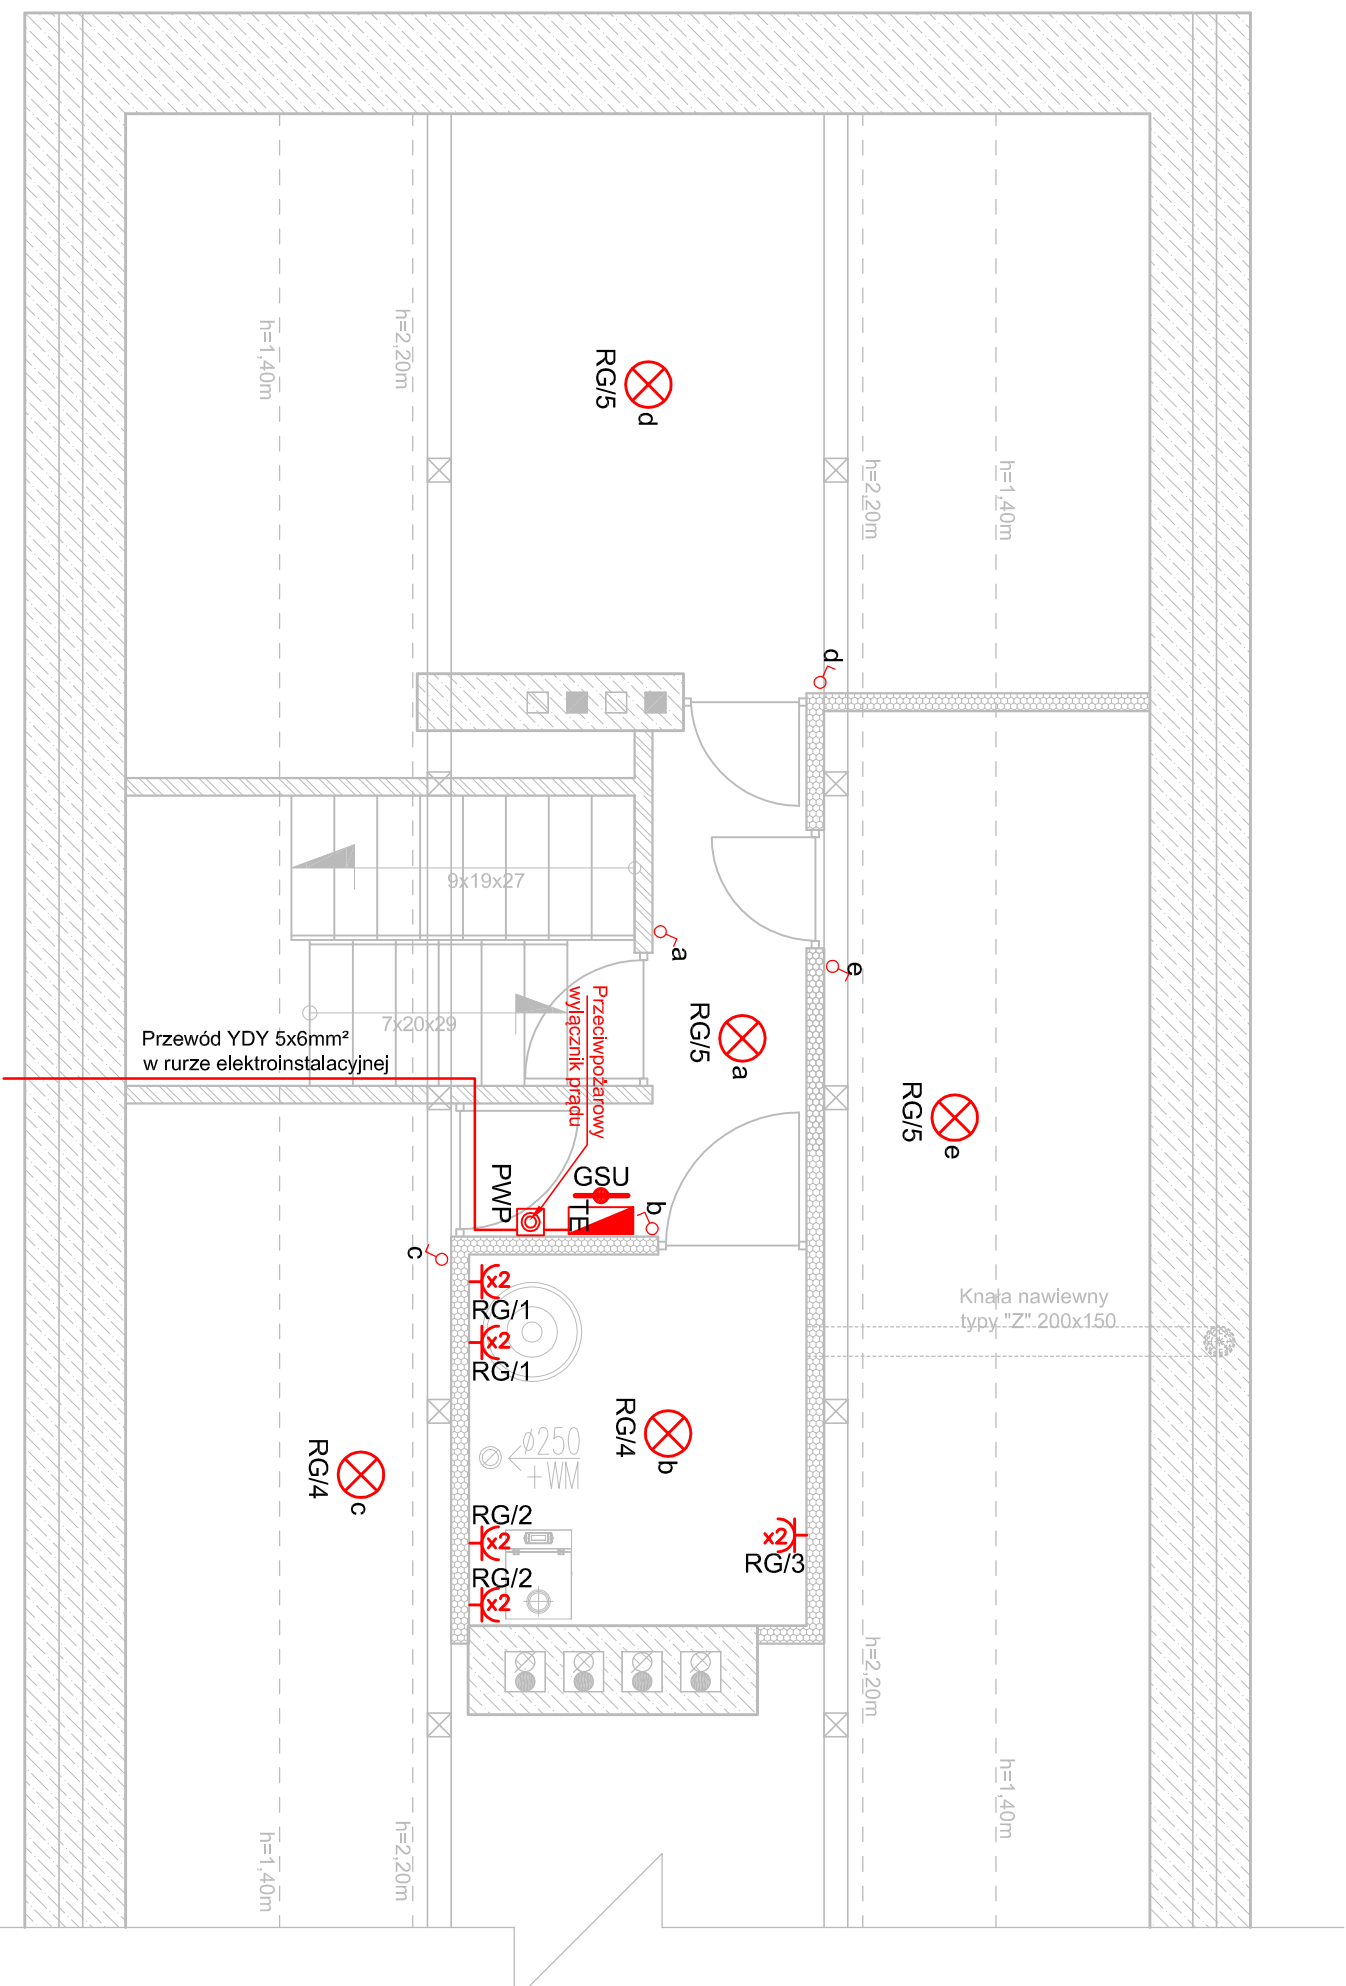 h=1,40m
h=2,20m
RG/5
d
h=2,20m
h=1,40m
d
9x19x27
a
e
7x20x29
Przeciwpożarowy
wyłącznik prądu
RG/5
a
Przewód YDY 5x6mm²
w rurze elektroinstalacyjnej
RG/5
e
PWP
GSU
TE
b
c
x2
RG/1
x2
RG/1
Knała nawiewny
typy "Z" 200x150
RG/4
b
ø250
+WM
RG/4
c
RG/2
x2
RG/2
x2
x2
RG/3
h=2,20m
h=1,40m
h=2,20m
h=1,40m